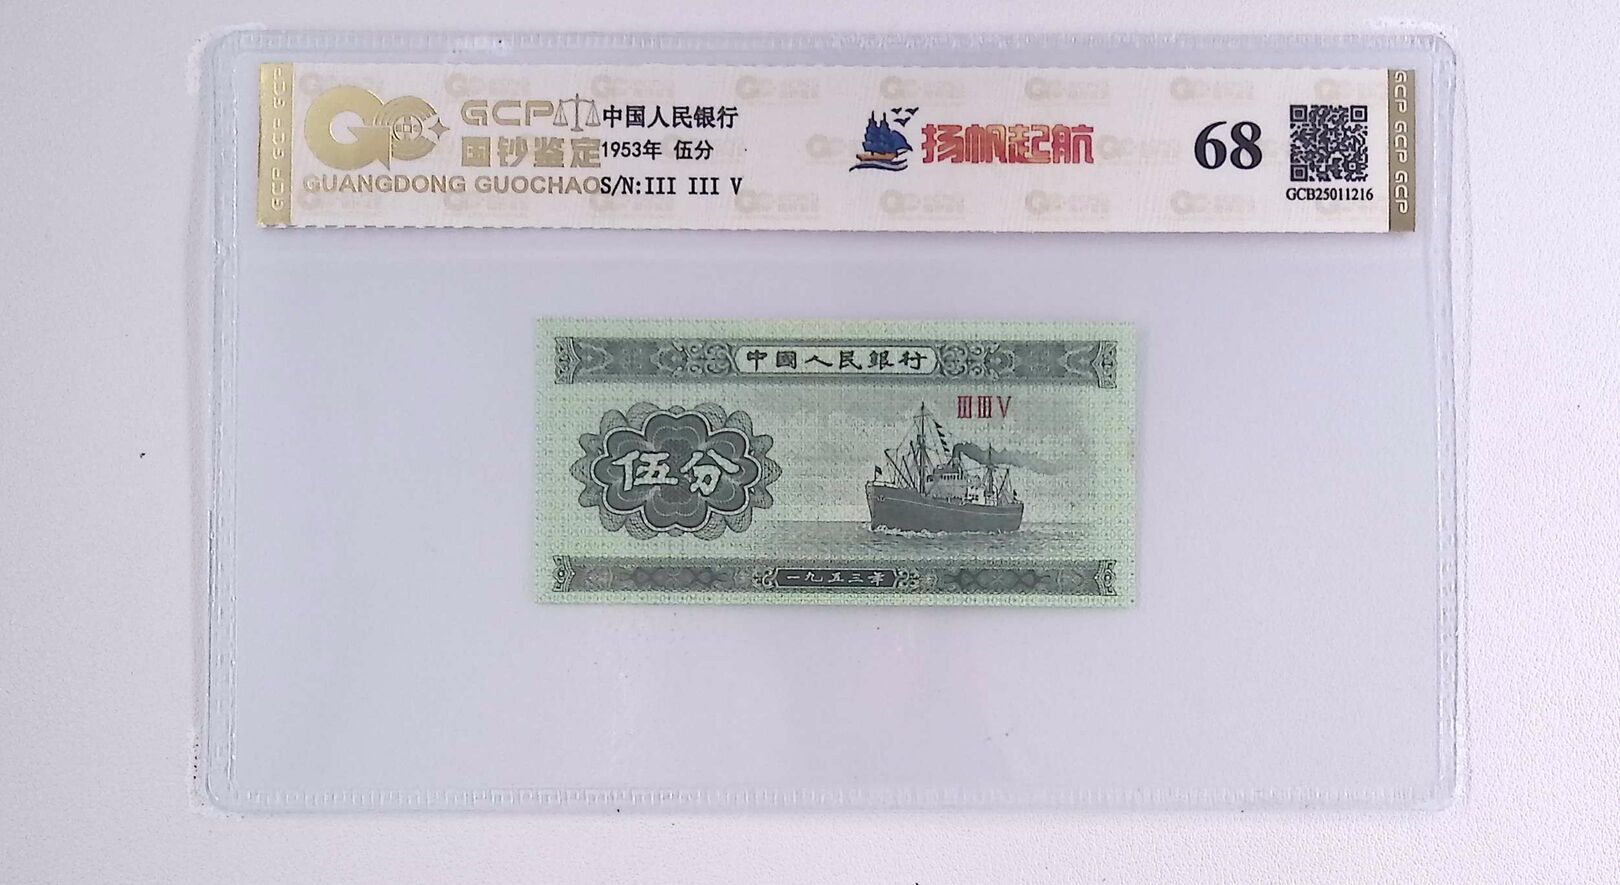 GCP GCP GCP
GCP
国钞鉴定
GUANGDONG GUOCHAO
中国人民银行
1953年 伍分
S/N:III III V
扬帆起航
68
GCB25011216
GCP GCP GCP
中國人民銀行
III III V
伍分
一九五三年